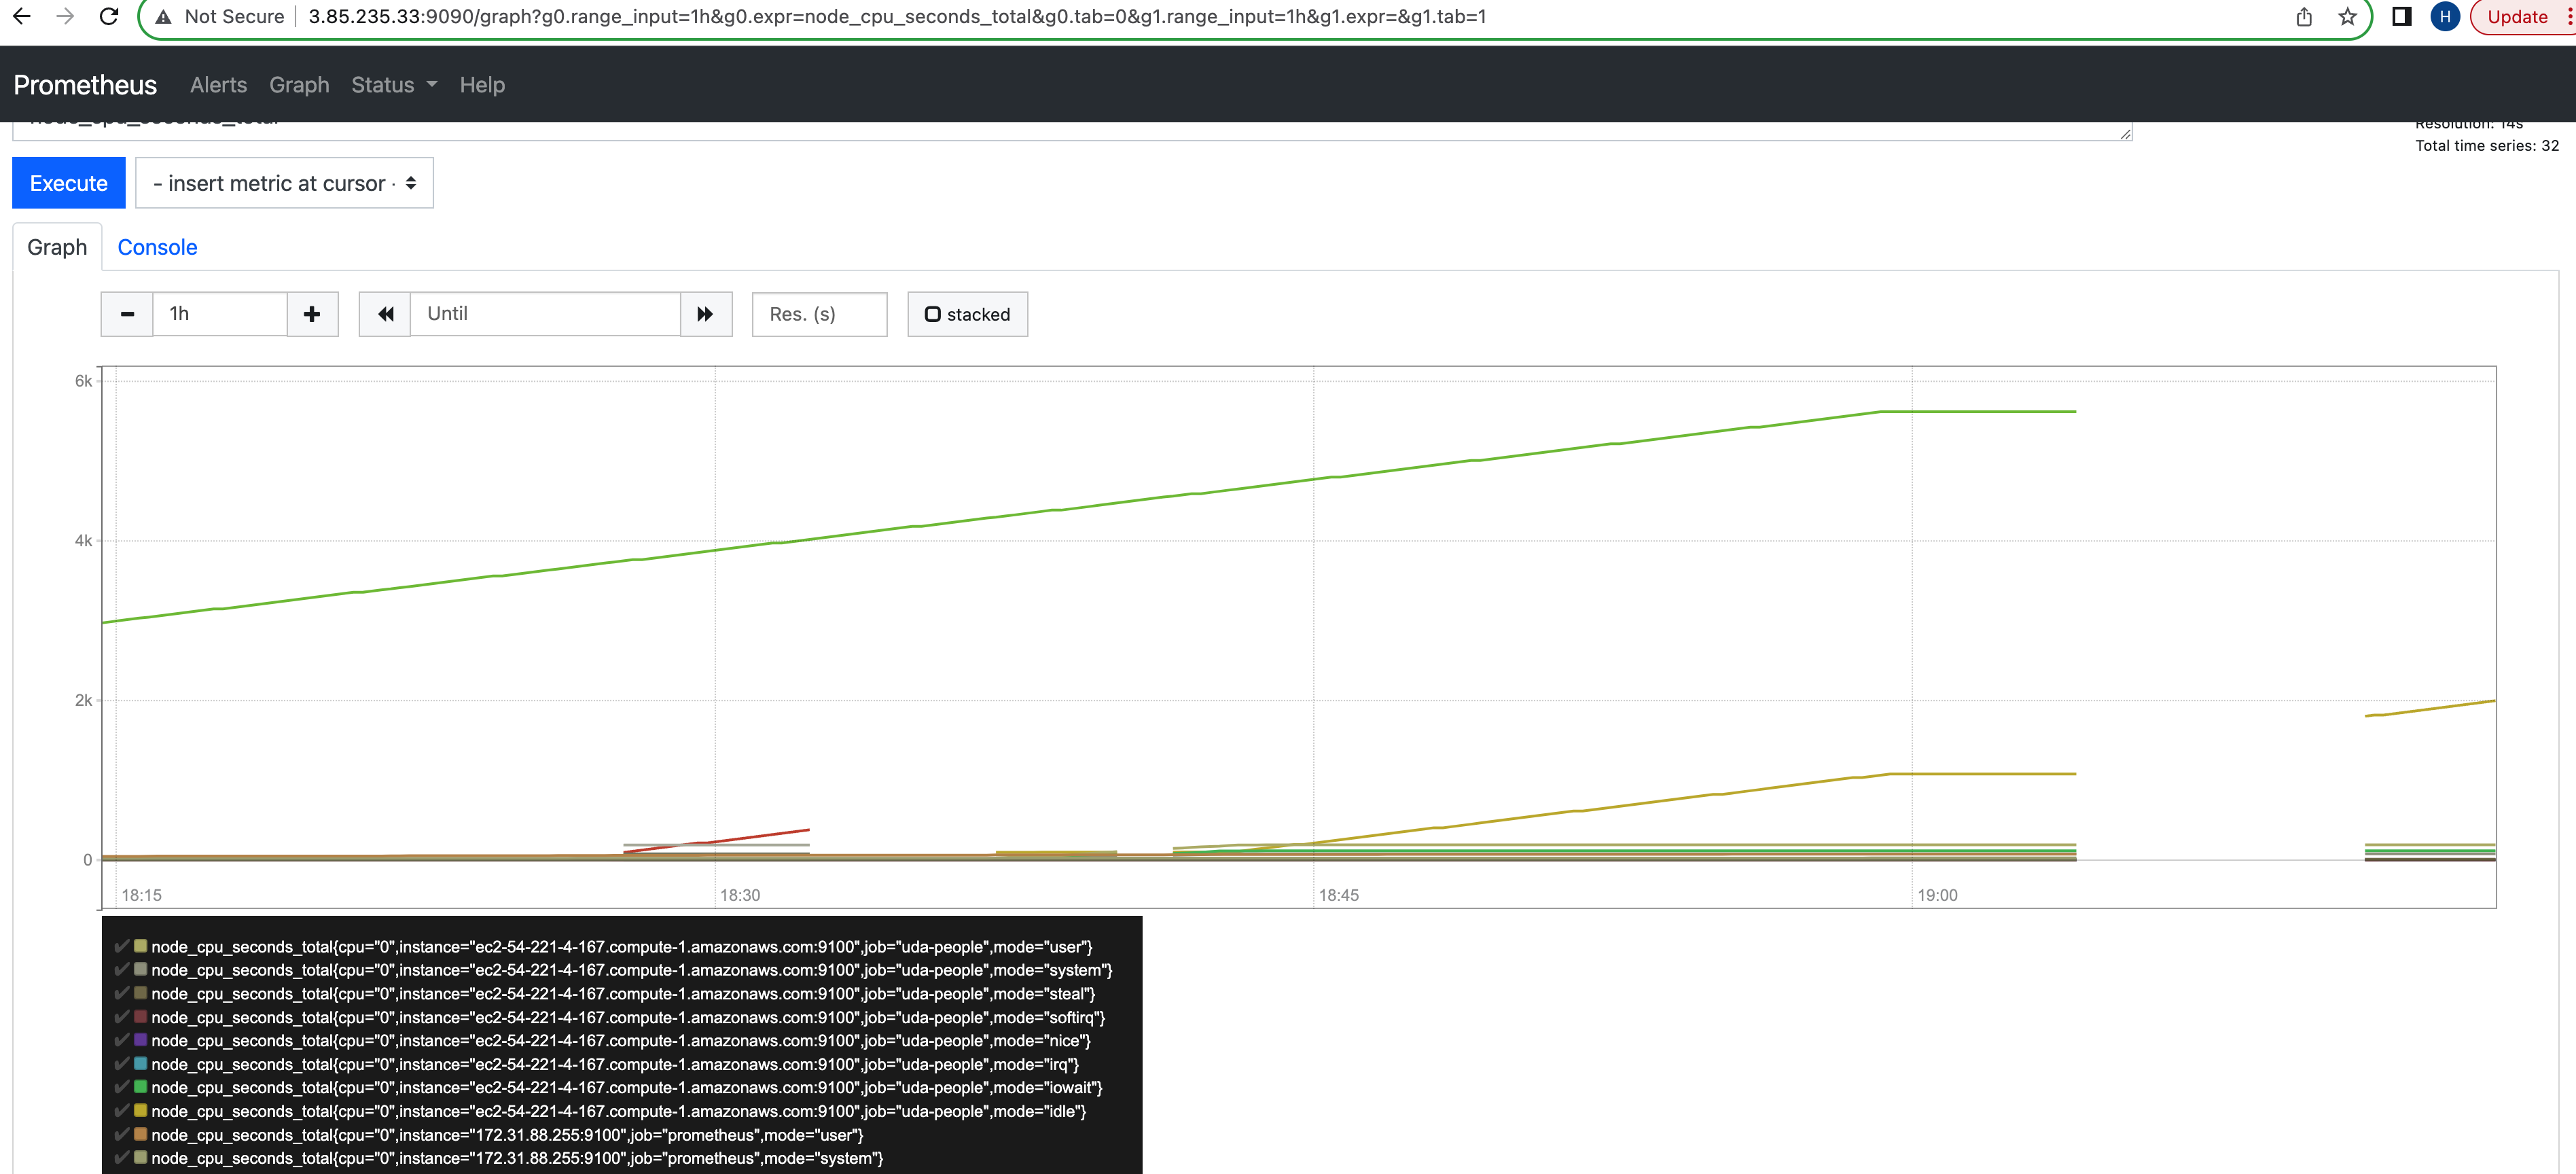 Not Secure 3.85.235.33:9090/graph?g0.range_input=1h&g0.expr=node_cpu_seconds_total&g0.tab=0&g1.range_input=1h&g1.expr=&g1.tab=1 H Update
Prometheus Alerts Graph Status Help
node_cpu_seconds_total
Resolution: 14s
Total time series: 32
Execute - insert metric at cursor -
Graph Console
1h Until Res. (s) stacked
6k
4k
2k
0
18:15 18:30 18:45 19:00
node_cpu_seconds_total{cpu="0",instance="ec2-54-221-4-167.compute-1.amazonaws.com:9100",job="uda-people",mode="user"}
node_cpu_seconds_total{cpu="0",instance="ec2-54-221-4-167.compute-1.amazonaws.com:9100",job="uda-people",mode="system"}
node_cpu_seconds_total{cpu="0",instance="ec2-54-221-4-167.compute-1.amazonaws.com:9100",job="uda-people",mode="steal"}
node_cpu_seconds_total{cpu="0",instance="ec2-54-221-4-167.compute-1.amazonaws.com:9100",job="uda-people",mode="softirq"}
node_cpu_seconds_total{cpu="0",instance="ec2-54-221-4-167.compute-1.amazonaws.com:9100",job="uda-people",mode="nice"}
node_cpu_seconds_total{cpu="0",instance="ec2-54-221-4-167.compute-1.amazonaws.com:9100",job="uda-people",mode="irq"}
node_cpu_seconds_total{cpu="0",instance="ec2-54-221-4-167.compute-1.amazonaws.com:9100",job="uda-people",mode="iowait"}
node_cpu_seconds_total{cpu="0",instance="ec2-54-221-4-167.compute-1.amazonaws.com:9100",job="uda-people",mode="idle"}
node_cpu_seconds_total{cpu="0",instance="172.31.88.255:9100",job="prometheus",mode="user"}
node_cpu_seconds_total{cpu="0",instance="172.31.88.255:9100",job="prometheus",mode="system"}